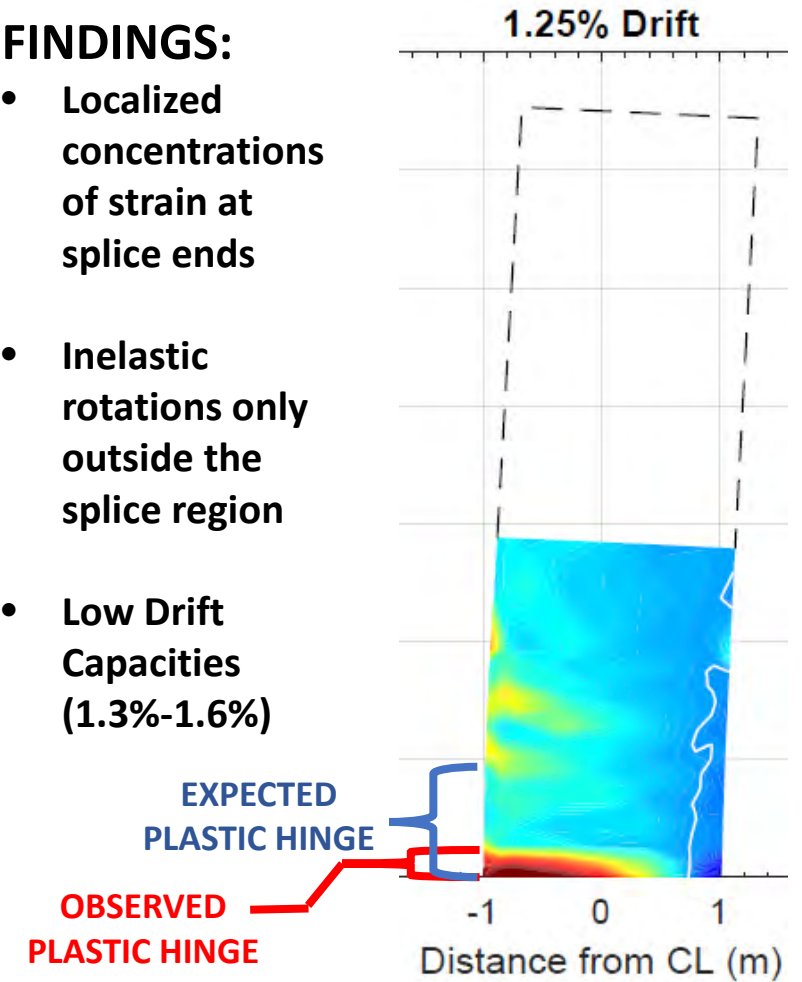 FINDINGS:
• Localized
concentrations
of strain at
splice ends
• Inelastic
rotations only
outside the
splice region
• Low Drift
Capacities
(1.3%-1.6%)
1.25% Drift
EXPECTED
PLASTIC HINGE
OBSERVED
PLASTIC HINGE
-1 0 1
Distance from CL (m)